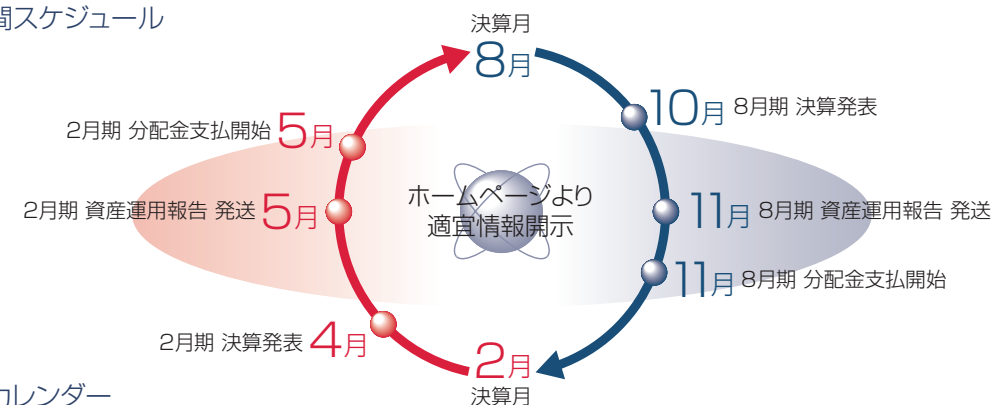 間スケジュール
決算月
8月
10月 8月期 決算発表
2月期 分配金支払開始 5月
ホームページより
適宜情報開示
2月期 資産運用報告 発送 5月
11月 8月期 資産運用報告 発送
11月 8月期 分配金支払開始
2月期 決算発表 4月
2月
決算月
カレンダー